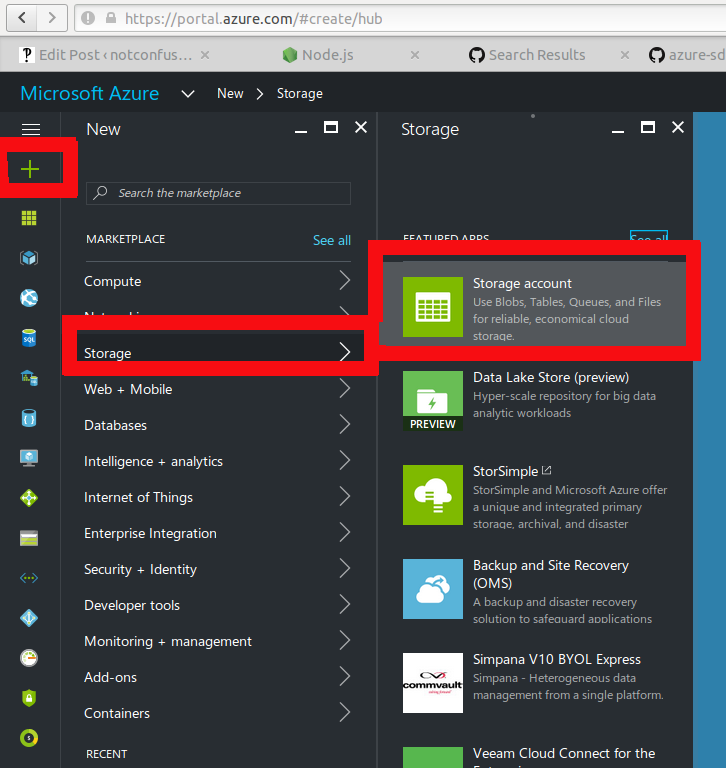 https://portal.azure.com/#create/hub
Edit Post ‹ notconfus…
Node.js
Search Results
azure-sd
Microsoft Azure
New
Storage
New
Search the marketplace
MARKETPLACE
See all
Compute
Storage
Web + Mobile
Databases
Intelligence + analytics
Internet of Things
Enterprise Integration
Security + Identity
Developer tools
Monitoring + management
Add-ons
Containers
RECENT
Storage
FEATURED APPS
See all
Storage account
Use Blobs, Tables, Queues, and Files
for reliable, economical cloud
storage.
PREVIEW
Data Lake Store (preview)
Hyper-scale repository for big data
analytic workloads
StorSimple
StorSimple and Microsoft Azure offer
a unique and integrated primary
storage, archival, and disaster
Backup and Site Recovery
(OMS)
A backup and disaster recovery
solution to safeguard applications
commvault
Simpana V10 BYOL Express
Simpana - Heterogeneous data
management from a single platform.
Veeam Cloud Connect for the
SQL